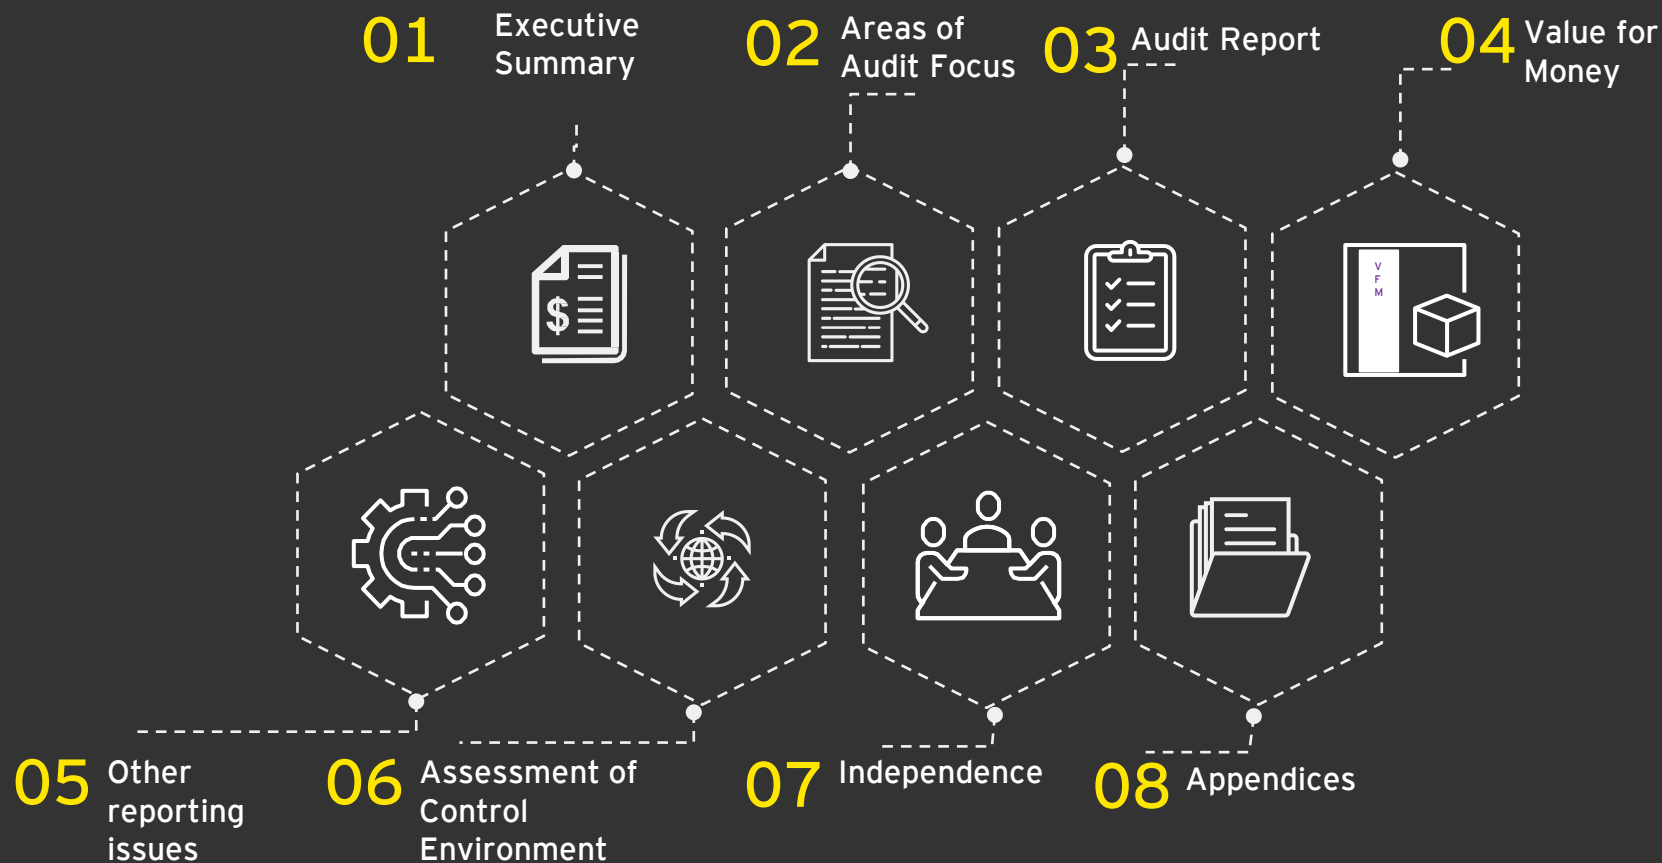 01
Executive
Summary
02
Areas of
Audit Focus
03
Audit Report
04
Value for
Money
$
V
F
M
05
Other
reporting
issues
06
Assessment of
Control
Environment
07
Independence
08
Appendices